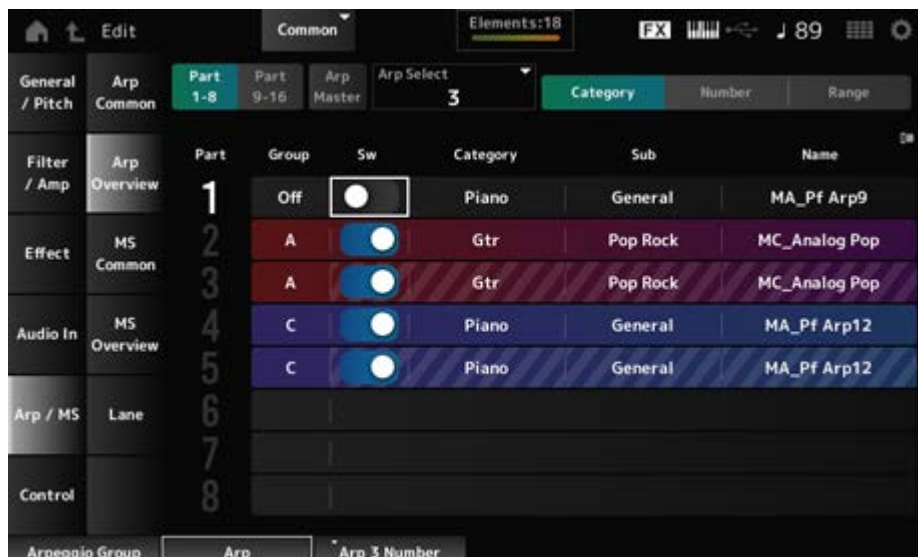 Edit
Common
Elements:18
FX
♩ 89
General / Pitch
Arp Common
Part 1-8
Part 9-16
Arp Master
Arp Select
3
Category
Number
Range
Filter / Amp
Arp Overview
Part
Group
Sw
Category
Sub
Name
1
Off
Piano
General
MA_Pf Arp9
Effect
MS Common
2
A
Gtr
Pop Rock
MC_Analog Pop
3
A
Gtr
Pop Rock
MC_Analog Pop
Audio In
MS Overview
4
C
Piano
General
MA_Pf Arp12
5
C
Piano
General
MA_Pf Arp12
Arp / MS
Lane
6
7
Control
8
Arpeggio Group
Arp
Arp 3 Number